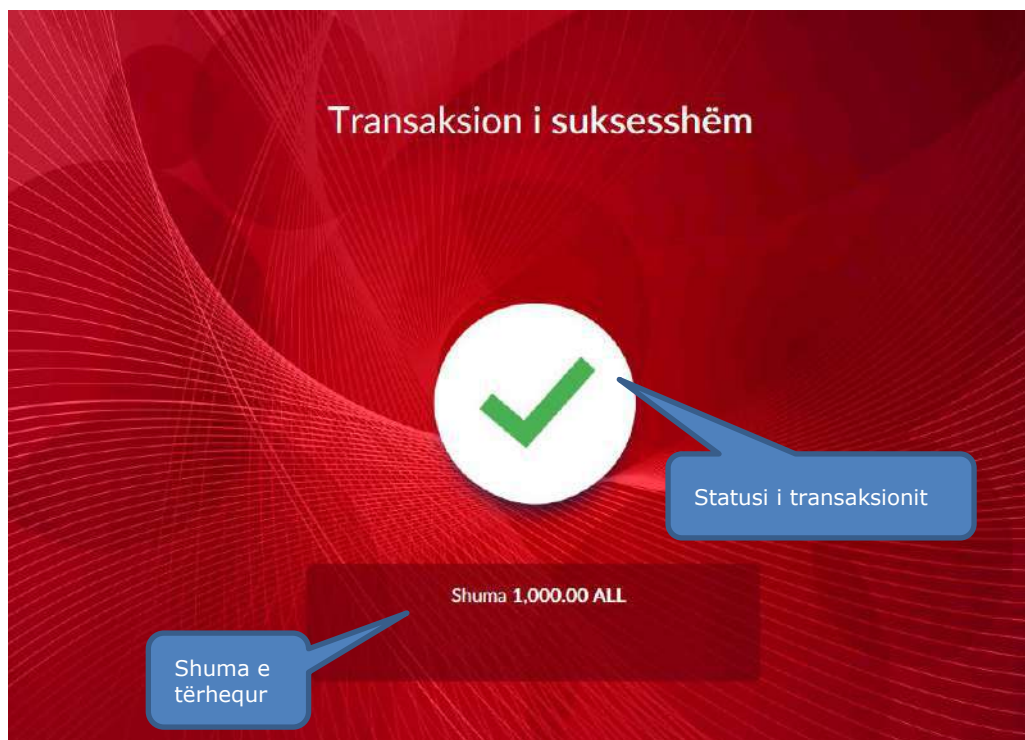 Transaksion i suksesshëm
Statusi i transaksionit
Shuma 1,000.00 ALL
Shuma e
tërhequr